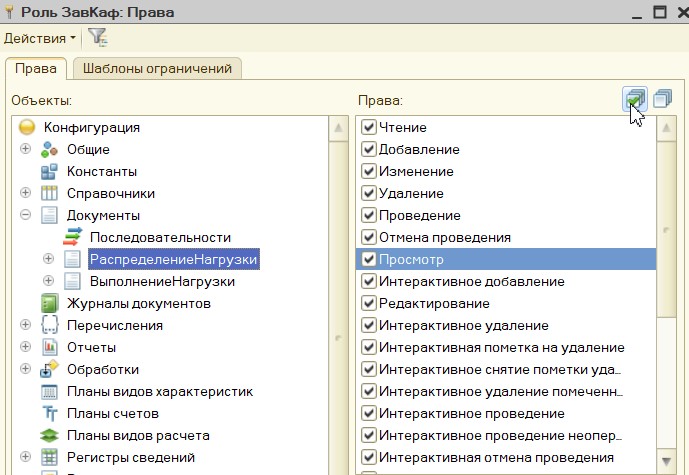 Роль ЗавКаф: Права
Действия
Права
Шаблоны ограничений
Объекты:
Конфигурация
Общие
Константы
Справочники
Документы
Последовательности
РаспределениеНагрузки
ВыполнениеНагрузки
Журналы документов
Перечисления
Отчеты
Обработки
Планы видов характеристик
Планы счетов
Планы видов расчета
Регистры сведений
Права:
Чтение
Добавление
Изменение
Удаление
Проведение
Отмена проведения
Просмотр
Интерактивное добавление
Редактирование
Интерактивное удаление
Интерактивная пометка на удаление
Интерактивное снятие пометки уда...
Интерактивное удаление помеченн...
Интерактивное проведение
Интерактивное проведение неопер...
Интерактивная отмена проведения